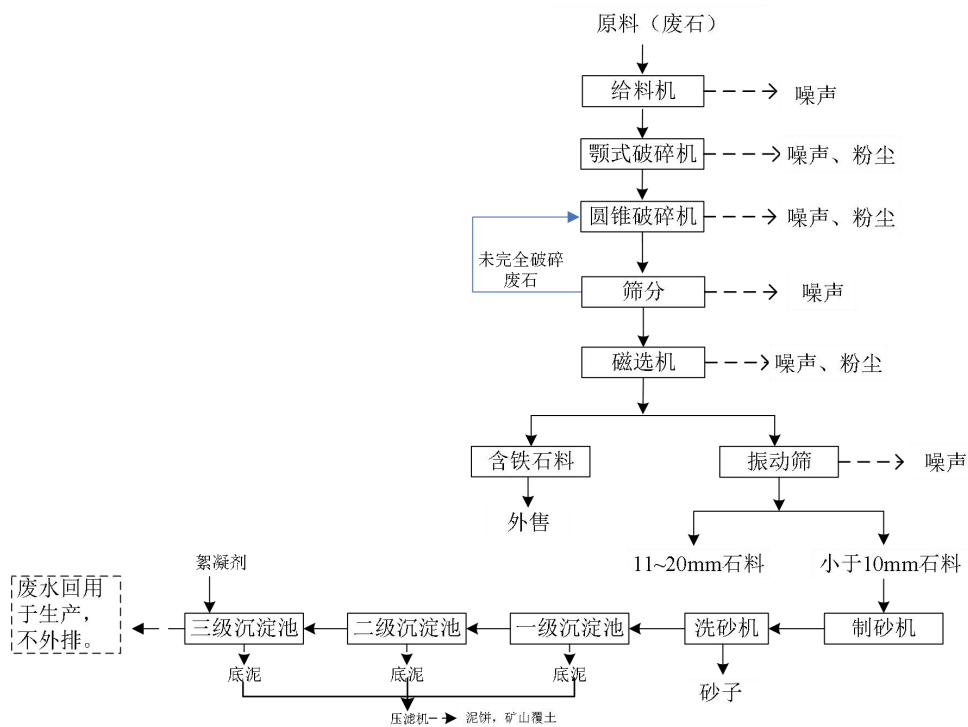 原料（废石）
给料机
噪声
颚式破碎机
噪声、粉尘
圆锥破碎机
噪声、粉尘
未完全破碎
废石
筛分
噪声
磁选机
噪声、粉尘
含铁石料
振动筛
噪声
外售
11~20mm石料
小于10mm石料
絮凝剂
废水回用
于生产，
不外排。
三级沉淀池
二级沉淀池
一级沉淀池
洗砂机
制砂机
底泥
底泥
底泥
砂子
压滤机
泥饼，矿山覆土